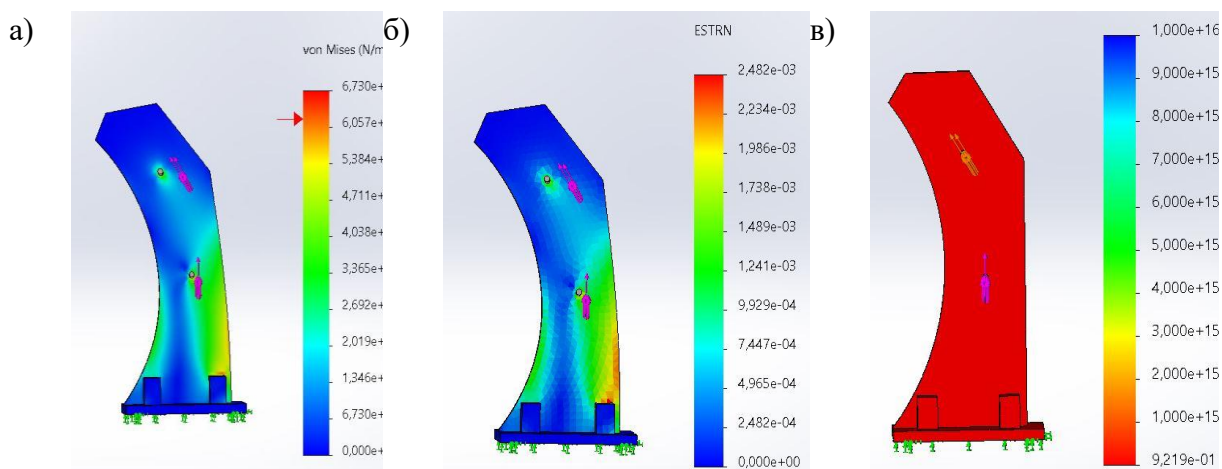 а)
von Mises (N/m
6,730e+
6,057e+
5,384e+
4,711e+
4,038e+
3,365e+
2,692e+
2,019e+
1,346e+
6,730e+
0,000e+
б)
ESTRN
2,482e-03
2,234e-03
1,986e-03
1,738e-03
1,489e-03
1,241e-03
9,929e-04
7,447e-04
4,965e-04
2,482e-04
0,000e+00
в)
1,000e+16
9,000e+15
8,000e+15
7,000e+15
6,000e+15
5,000e+15
4,000e+15
3,000e+15
2,000e+15
1,000e+15
9,219e-01